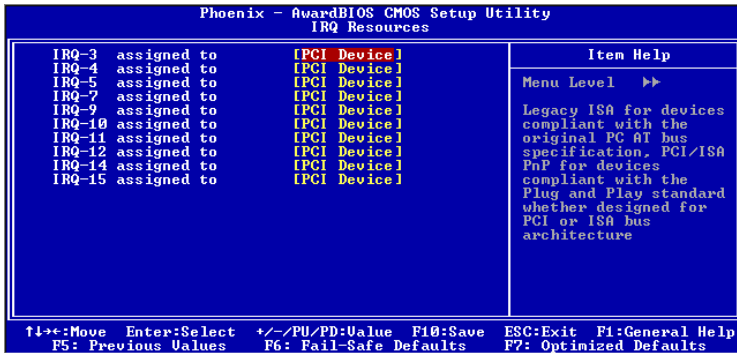 Phoenix - AwardBIOS CMOS Setup Utility
IRQ Resources
IRQ-3 assigned to [PCI Device]
IRQ-4 assigned to [PCI Device]
IRQ-5 assigned to [PCI Device]
IRQ-7 assigned to [PCI Device]
IRQ-9 assigned to [PCI Device]
IRQ-10 assigned to [PCI Device]
IRQ-11 assigned to [PCI Device]
IRQ-12 assigned to [PCI Device]
IRQ-14 assigned to [PCI Device]
IRQ-15 assigned to [PCI Device]
Item Help
Menu Level ▶▶
Legacy ISA for devices
compliant with the
original PC AT bus
specification, PCI/ISA
PnP for devices
compliant with the
Plug and Play standard
whether designed for
PCI or ISA bus
architecture
↑↓→←:Move Enter:Select +/-/PU/PD:Value F10:Save ESC:Exit F1:General Help
F5: Previous Values F6: Fail-Safe Defaults F7: Optimized Defaults